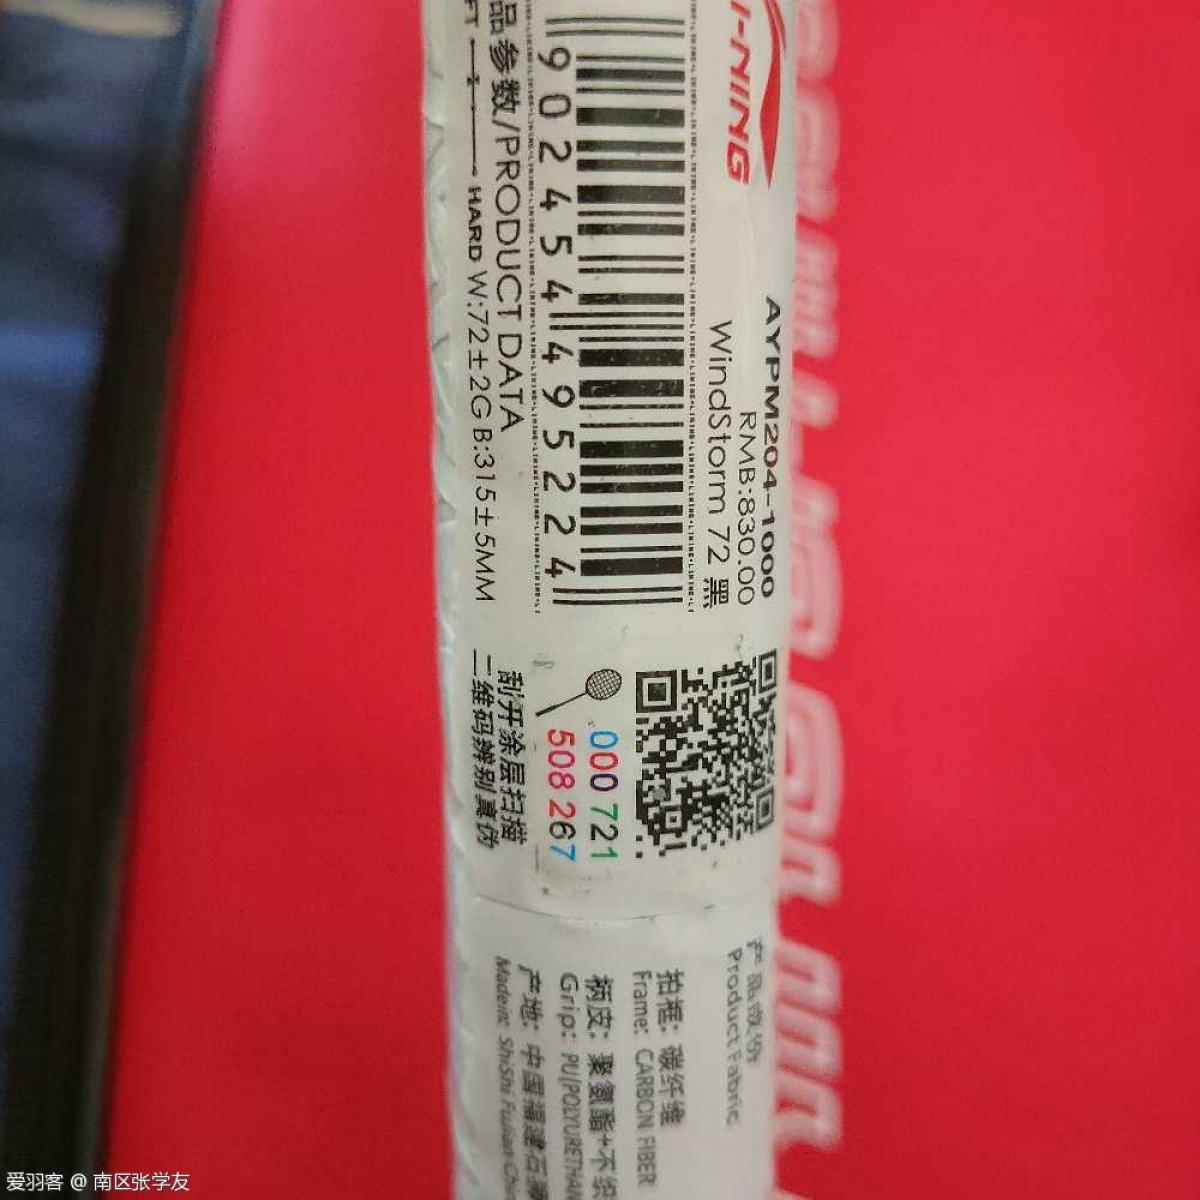 LI-NING
AYPM204-1000
RMB:830.00
WindStorm 72 黑
9024544495224
品参数/PRODUCT DATA
FT HARD W:72±2G B:315±5MM
000 721
508 267
刮开涂层扫描
二维码辨别真伪
产品成份
Product Fabric
拍框: 碳纤维
Frame: CARBON FIBER
柄皮: 聚氨酯+不织
Grip: PU(POLYURETHAN
产地: 中国福建石狮
Madein: ShiShi Fujian Chin
爱羽客 @ 南区张学友